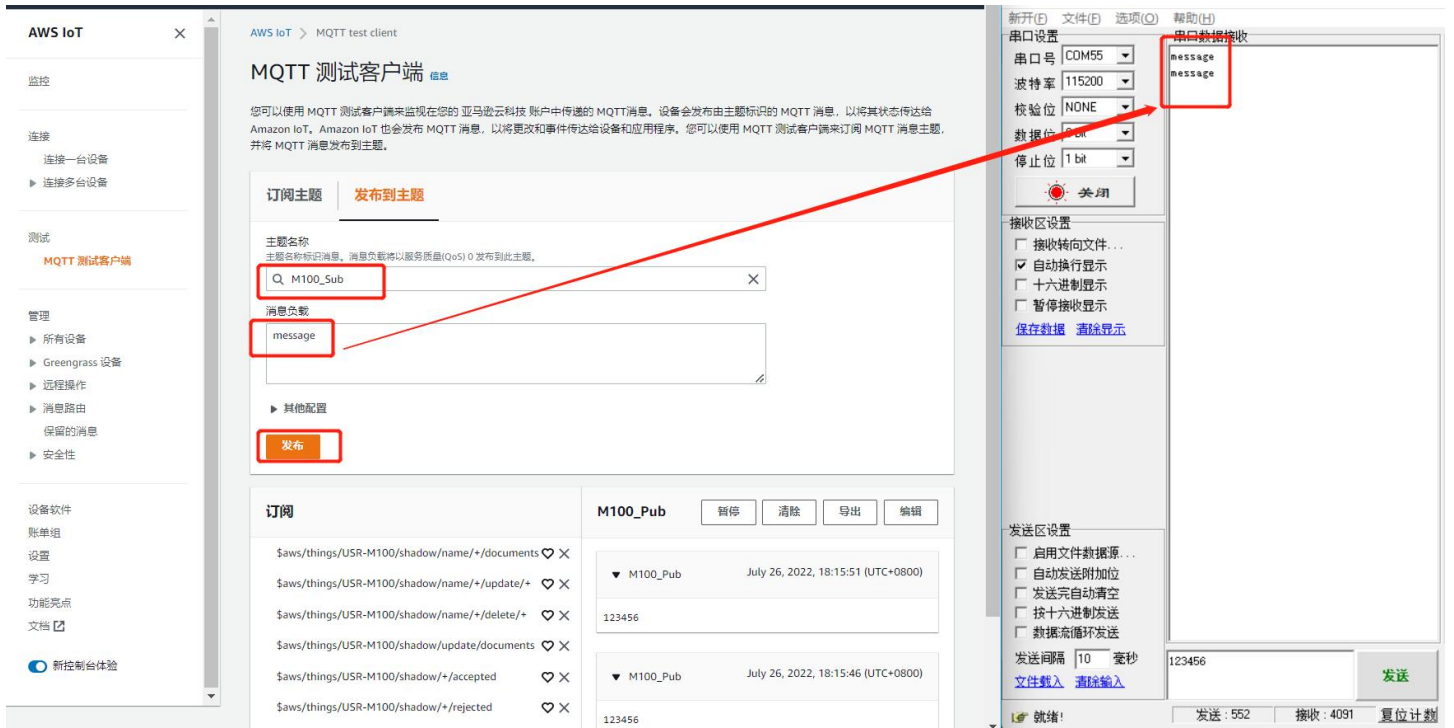 AWS IoT
监控
连接
连接一台设备
连接多台设备
测试
MQTT 测试客户端
管理
所有设备
Greengrass 设备
远程操作
消息路由
保留的消息
安全性
设备软件
账单组
设置
学习
功能亮点
文档
新控制台体验
AWS IoT > MQTT test client
MQTT 测试客户端 信息
您可以使用 MQTT 测试客户端来监视在您的 亚马逊云科技 账户中传递的 MQTT消息。设备会发布由主题标识的 MQTT 消息，以将其状态传达给
Amazon IoT。Amazon IoT 也会发布 MQTT 消息，以将更改和事件传达给设备和应用程序。您可以使用 MQTT 测试客户端来订阅 MQTT 消息主题，
并将 MQTT 消息发布到主题。
订阅主题 发布到主题
主题名称
主题名称标识消息。消息负载将以服务质量(QoS) 0 发布到此主题。
M100_Sub
消息负载
message
其他配置
发布
订阅
$aws/things/USR-M100/shadow/name/+/documents
$aws/things/USR-M100/shadow/name/+/update/+
$aws/things/USR-M100/shadow/name/+/delete/+
$aws/things/USR-M100/shadow/update/documents
$aws/things/USR-M100/shadow/+/accepted
$aws/things/USR-M100/shadow/+/rejected
M100_Pub 暂停 清除 导出 编辑
M100_Pub July 26, 2022, 18:15:51 (UTC+0800)
123456
M100_Pub July 26, 2022, 18:15:46 (UTC+0800)
123456
新开(F) 文件(F) 选项(O) 帮助(H)
串口设置
串口号 COM55
波特率 115200
校验位 NONE
数据位 bit
停止位 1 bit
关闭
接收区设置
接收转向文件...
自动换行显示
十六进制显示
暂停接收显示
保存数据 清除显示
发送区设置
启用文件数据源...
自动发送附加位
发送完自动清空
按十六进制发送
数据流循环发送
发送间隔 10 毫秒
文件载入 清除输入
串口数据接收
message
message
123456
发送
就绪! 发送 : 552 接收 : 4091 复位计数